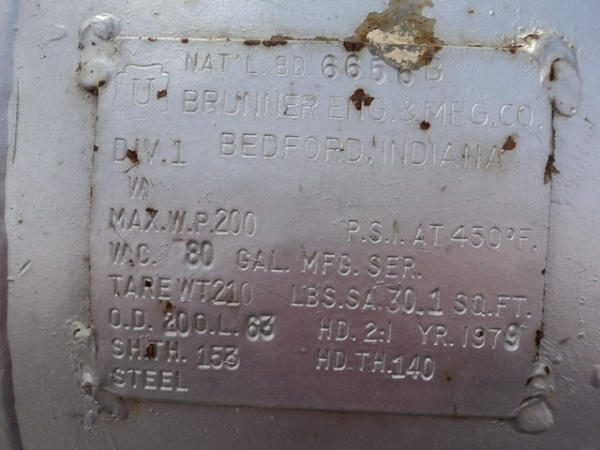 NAT'L. BD. 6656B
U
BRUNNER ENG. & MFG. CO.
DIV. 1 BEDFORD, INDIANA
W
MAX. W.P. 200 P.S.I. AT 450°F.
W.C. 80 GAL. MFG. SER.
TARE WT 210 LBS. SA. 30.1 SQ. FT.
O.D. 20 O.L. 63 HD. 2:1 YR. 1979
SH. TH. .153 HD. TH. .140
STEEL